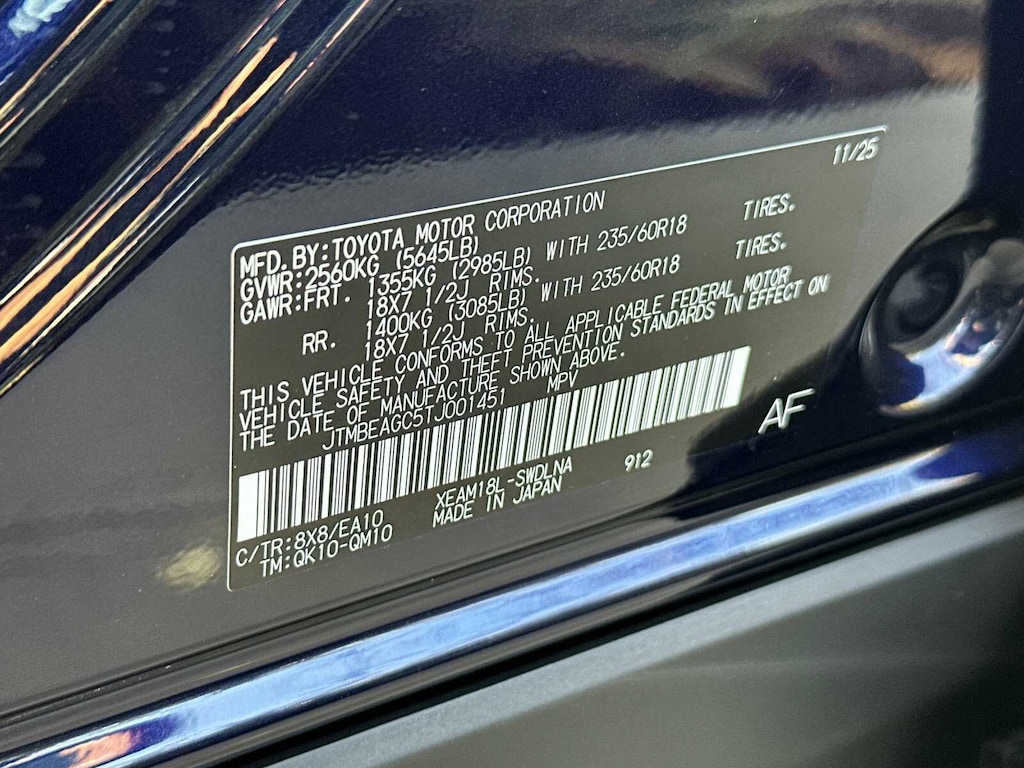 11/25
MFD.BY:TOYOTA MOTOR CORPORATION
GVWR:2560KG (5645LB)
GAWR:FRT. 1355KG (2985LB) WITH 235/60R18 TIRES.
18X7 1/2J RIMS.
RR. 1400KG (3085LB) WITH 235/60R18 TIRES.
18X7 1/2J RIMS.
THIS VEHICLE CONFORMS TO ALL APPLICABLE FEDERAL MOTOR
VEHICLE SAFETY AND THEFT PREVENTION STANDARDS IN EFFECT ON
THE DATE OF MANUFACTURE SHOWN ABOVE.
JTMBEAGC5TJ001451 MPV
AF
C/TR:8X8/EA10 XEAM18L-SWDLNA 912
TM:QK10-QM10 MADE IN JAPAN